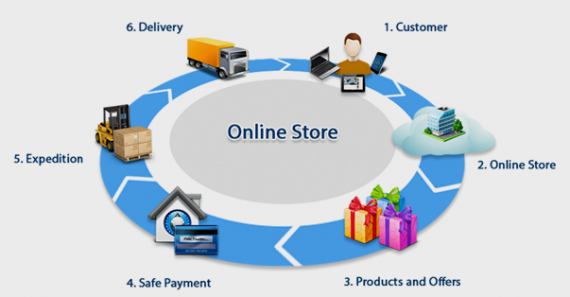 6. Delivery
1. Customer
Online Store
5. Expedition
2. Online Store
4. Safe Payment
3. Products and Offers